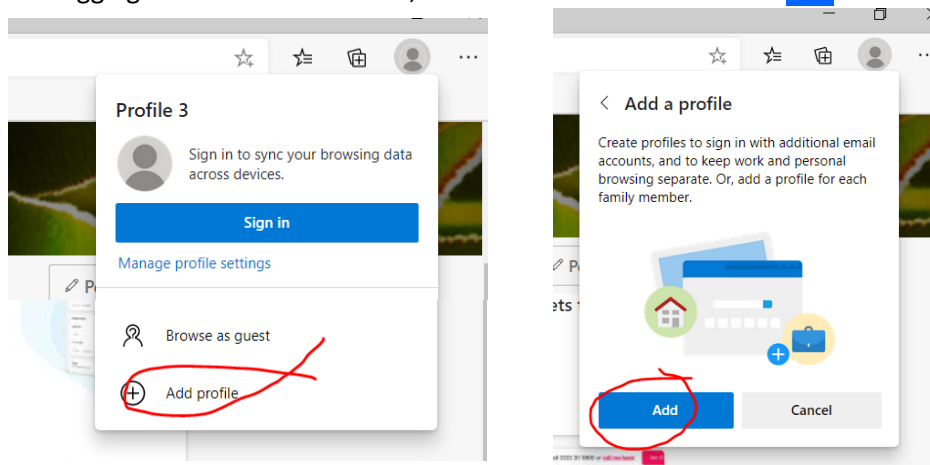 Profile 3
Sign in to sync your browsing data
across devices.
Sign in
Manage profile settings
Browse as guest
Add profile
Add a profile
Create profiles to sign in with additional email
accounts, and to keep work and personal
browsing separate. Or, add a profile for each
family member.
Add
Cancel